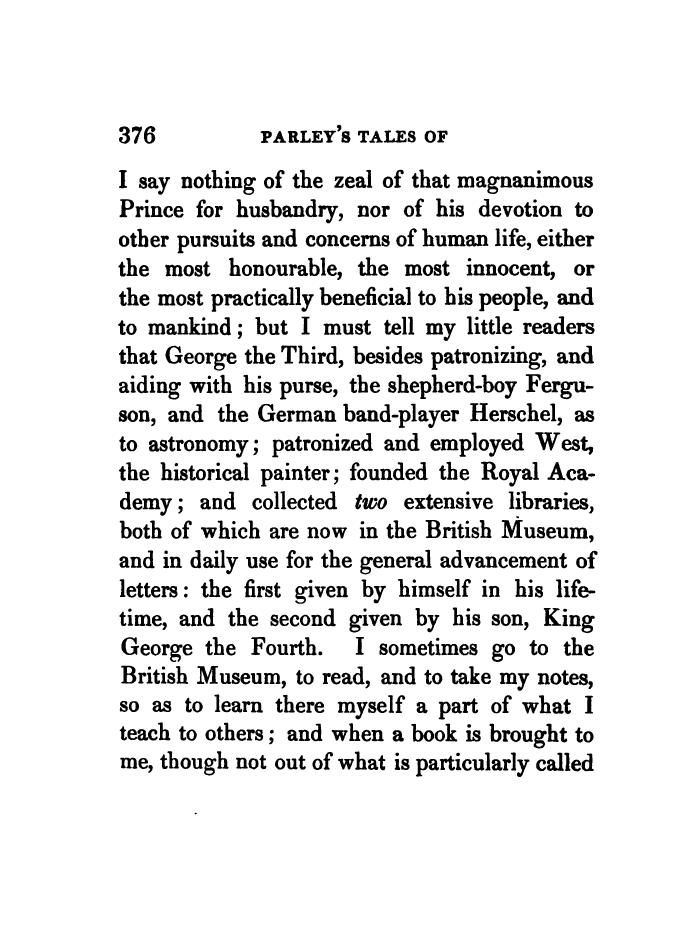 376 PARLEY'S TALES OF
I say nothing of the zeal of that magnanimous
Prince for husbandry, nor of his devotion to
other pursuits and concerns of human life, either
the most honourable, the most innocent, or
the most practically beneficial to his people, and
to mankind; but I must tell my little readers
that George the Third, besides patronizing, and
aiding with his purse, the shepherd-boy Fergu-
son, and the German band-player Herschel, as
to astronomy; patronized and employed West,
the historical painter; founded the Royal Aca-
demy; and collected two extensive libraries,
both of which are now in the British Museum,
and in daily use for the general advancement of
letters: the first given by himself in his life-
time, and the second given by his son, King
George the Fourth. I sometimes go to the
British Museum, to read, and to take my notes,
so as to learn there myself a part of what I
teach to others; and when a book is brought to
me, though not out of what is particularly called